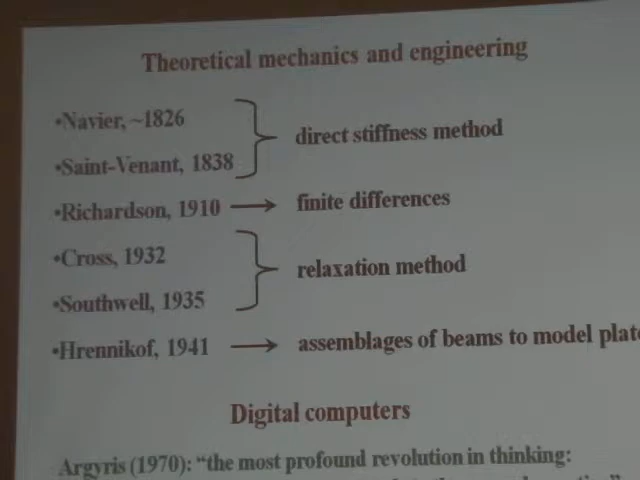 Theoretical mechanics and engineering
•Navier, ~1826
direct stiffness method
•Saint-Venant, 1838
•Richardson, 1910 → finite differences
•Cross, 1932
relaxation method
•Southwell, 1935
•Hrennikof, 1941 → assemblages of beams to model plate
Digital computers
Argyris (1970): “the most profound revolution in thinking: